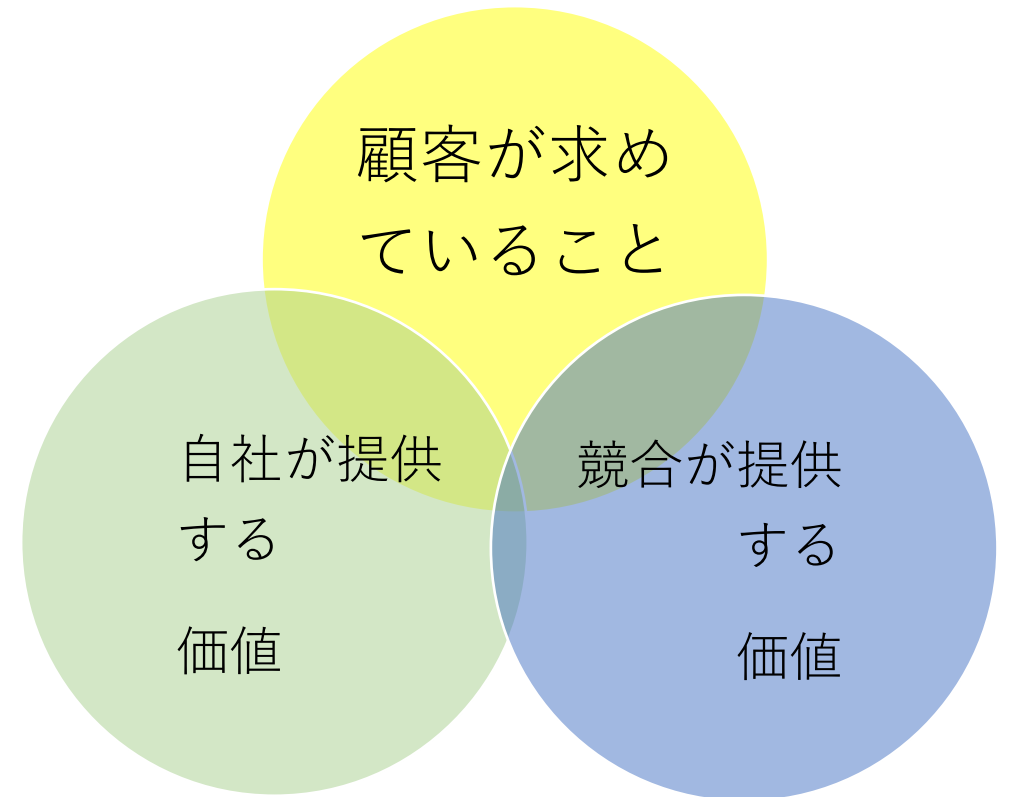 顧客が求め
ていること
自社が提供
する
価値
競合が提供
する
価値